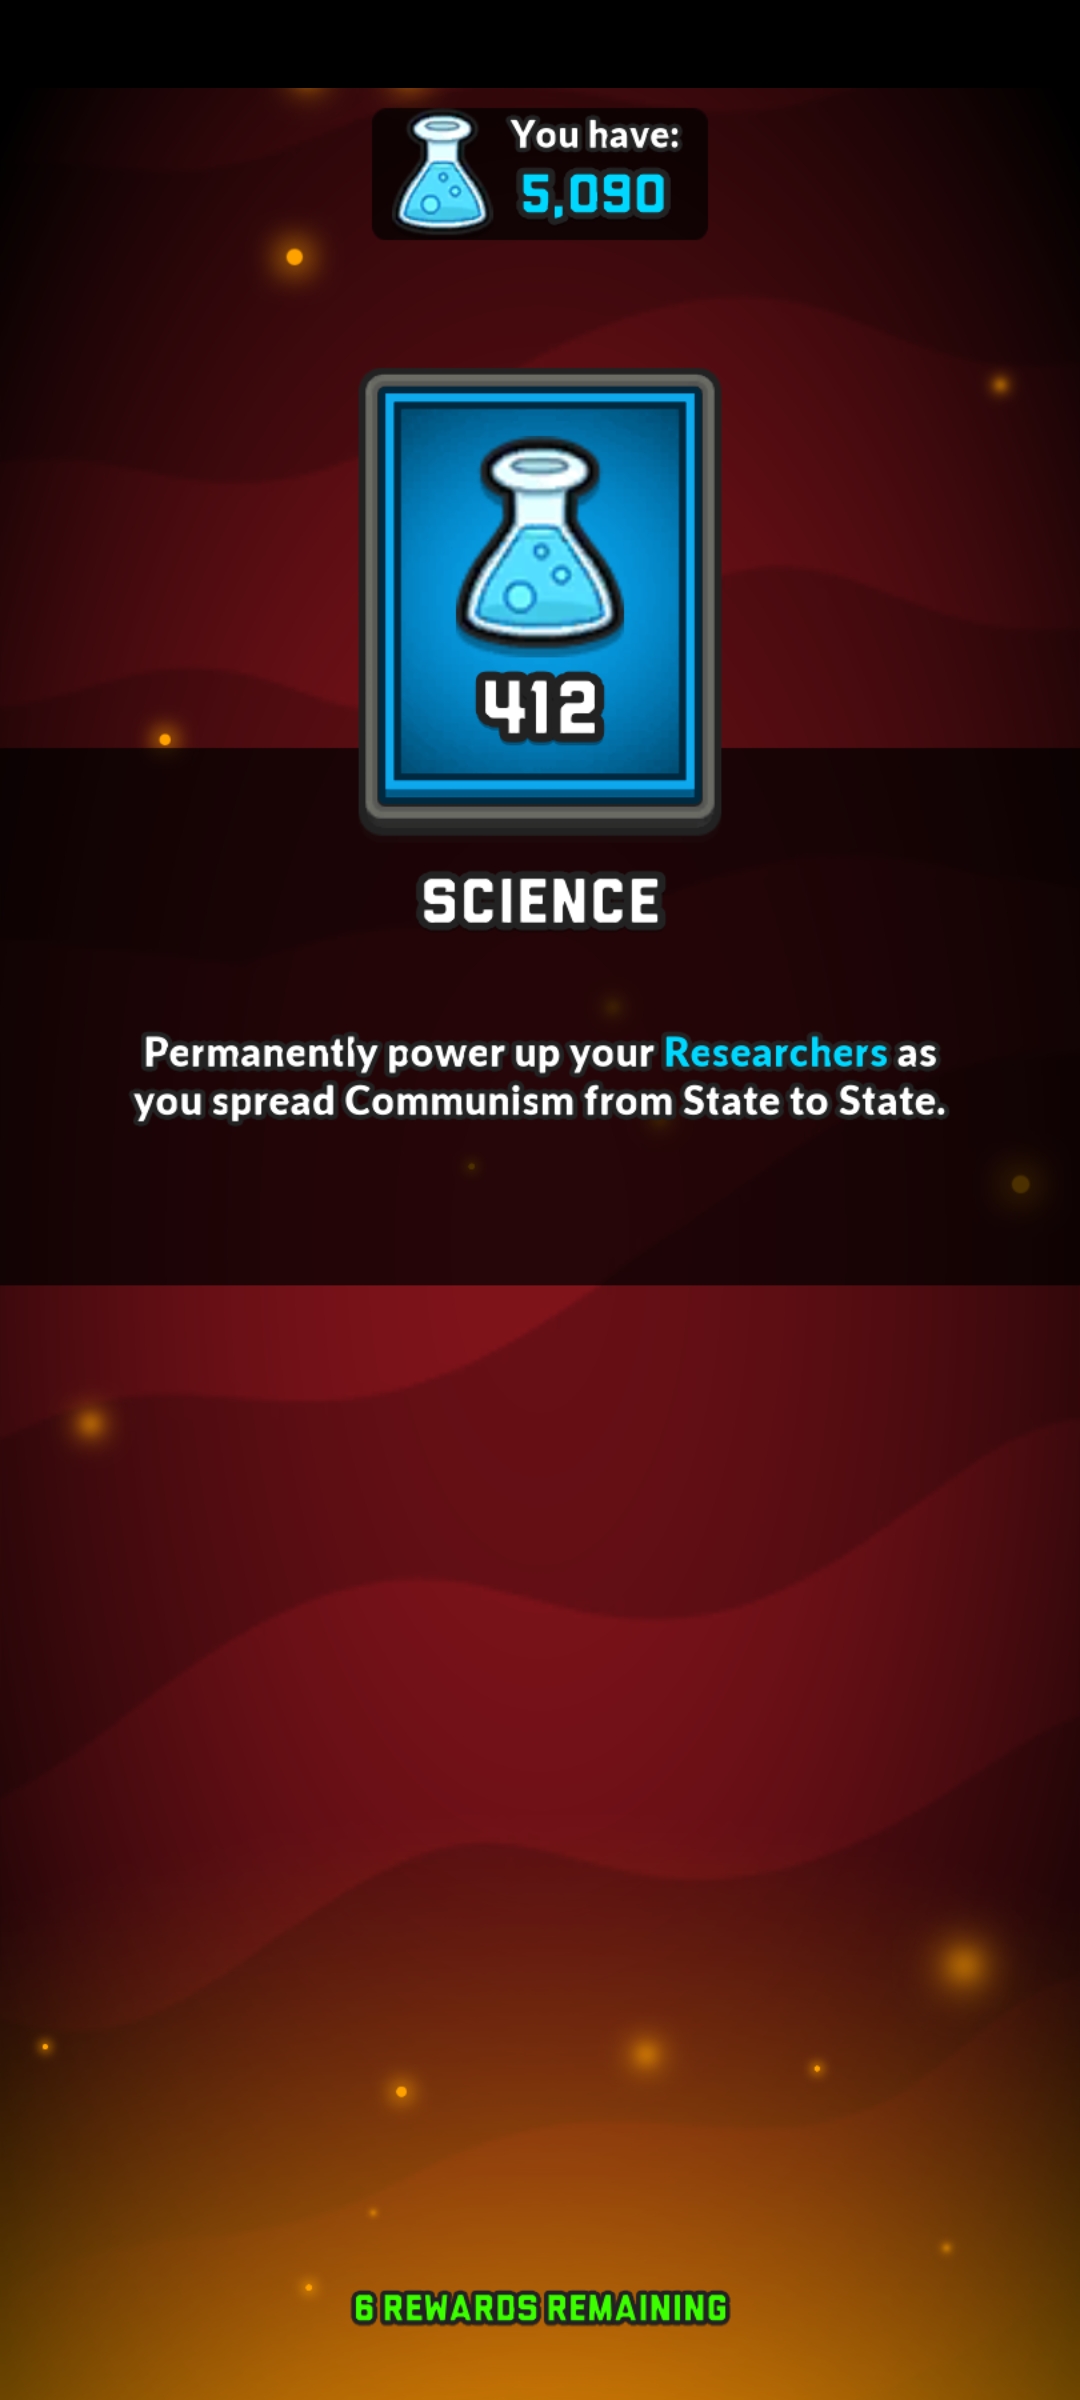 You have:
5,090
412
SCIENCE
Permanently power up your Researchers as
you spread Communism from State to State.
6 REWARDS REMAINING